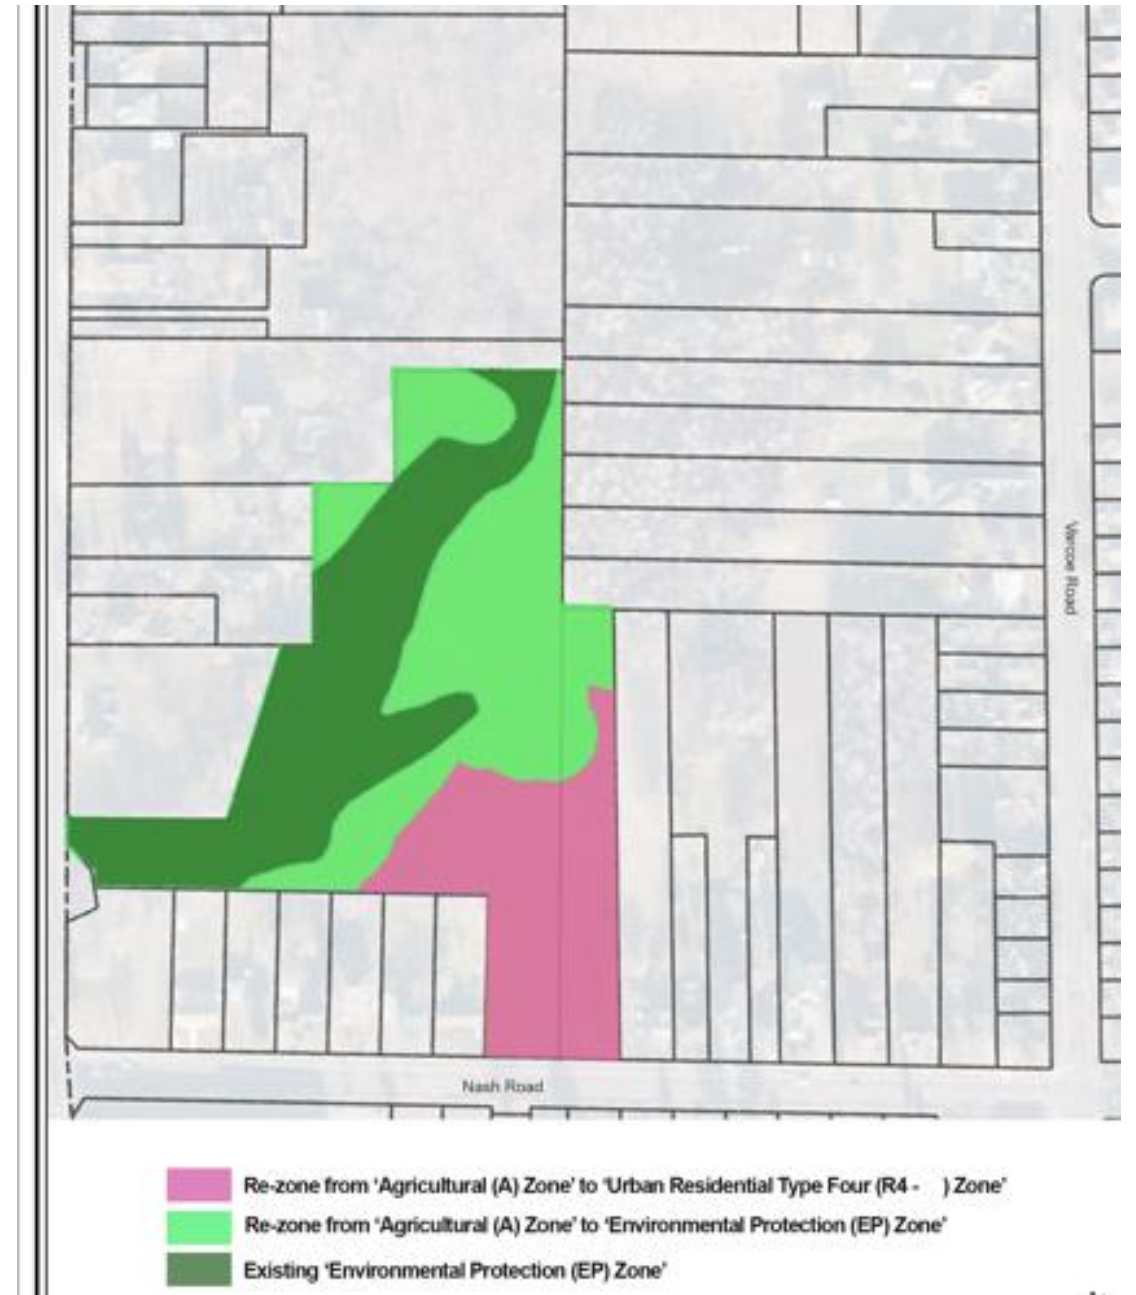 Varcoe Road
Nash Road
Re-zone from 'Agricultural (A) Zone' to 'Urban Residential Type Four (R4 - ) Zone'
Re-zone from 'Agricultural (A) Zone' to 'Environmental Protection (EP) Zone'
Existing 'Environmental Protection (EP) Zone'